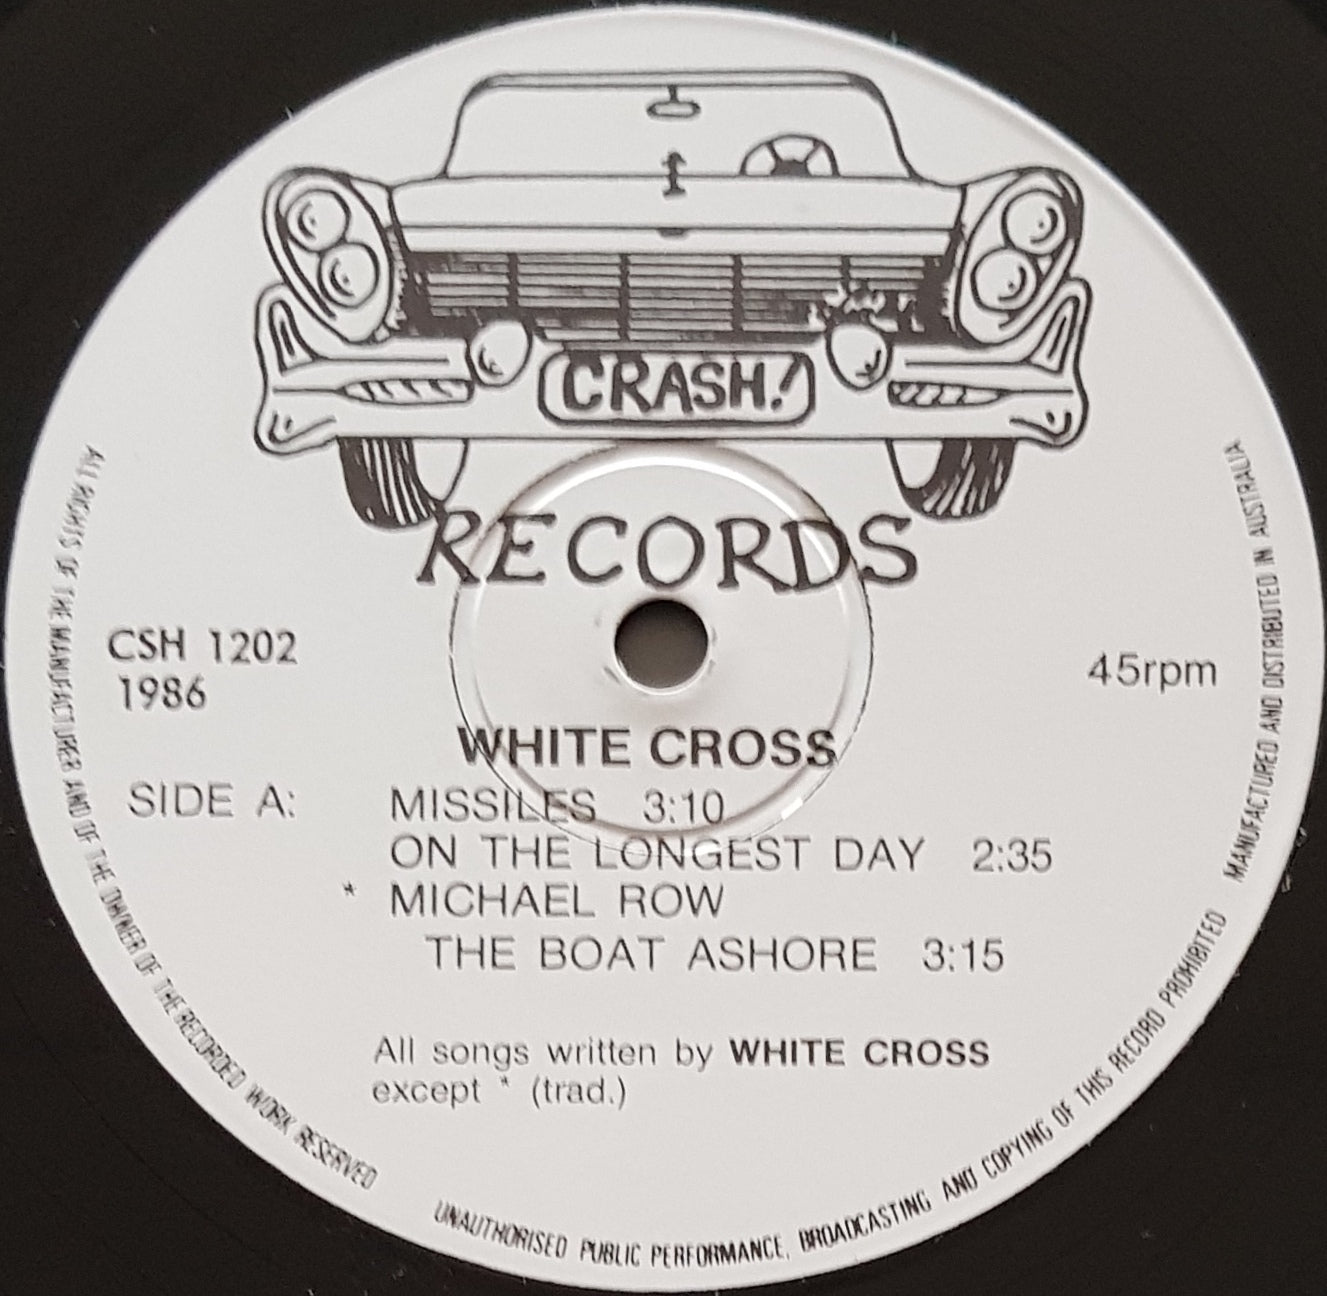 CRASH!
RECORDS
CSH 1202
1986
45rpm
WHITE CROSS
SIDE A:
MISSILES 3:10
ON THE LONGEST DAY 2:35
* MICHAEL ROW
THE BOAT ASHORE 3:15
All songs written by WHITE CROSS
except * (trad.)
ALL RIGHTS OF THE MANUFACTURER AND OF THE OWNER OF THE RECORDED WORK RESERVED
UNAUTHORISED PUBLIC PERFORMANCE, BROADCASTING AND COPYING OF THIS RECORD PROHIBITED
MANUFACTURED AND DISTRIBUTED IN AUSTRALIA